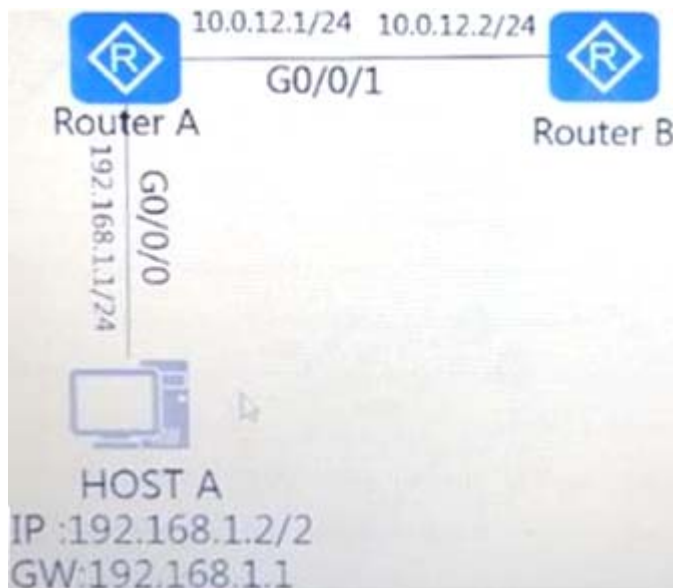 10.0.12.1/24 10.0.12.2/24
R
R
G0/0/1
Router A
Router B
192.168.1.1/24
G0/0/0
HOST A
IP :192.168.1.2/2
GW:192.168.1.1